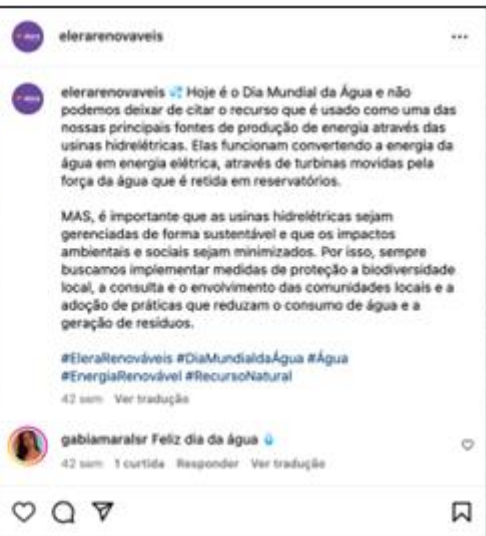 elerarenovaveis
elerarenovaveis 💦 Hoje é o Dia Mundial da Água e não
podemos deixar de citar o recurso que é usado como uma das
nossas principais fontes de produção de energia através das
usinas hidrelétricas. Elas funcionam convertendo a energia da
água em energia elétrica, através de turbinas movidas pela
força da água que é retida em reservatórios.
MAS, é importante que as usinas hidrelétricas sejam
gerenciadas de forma sustentável e que os impactos
ambientais e sociais sejam minimizados. Por isso, sempre
buscamos implementar medidas de proteção a biodiversidade
local, a consulta e o envolvimento das comunidades locais e a
adoção de práticas que reduzam o consumo de água e a
geração de resíduos.
#EleraRenováveis #DiaMundialdaÁgua #Água
#EnergiaRenovável #RecursoNatural
42 sem Ver tradução
gabiamaralsr Feliz dia da água 💧
42 sem 1 curtida Responder Ver tradução